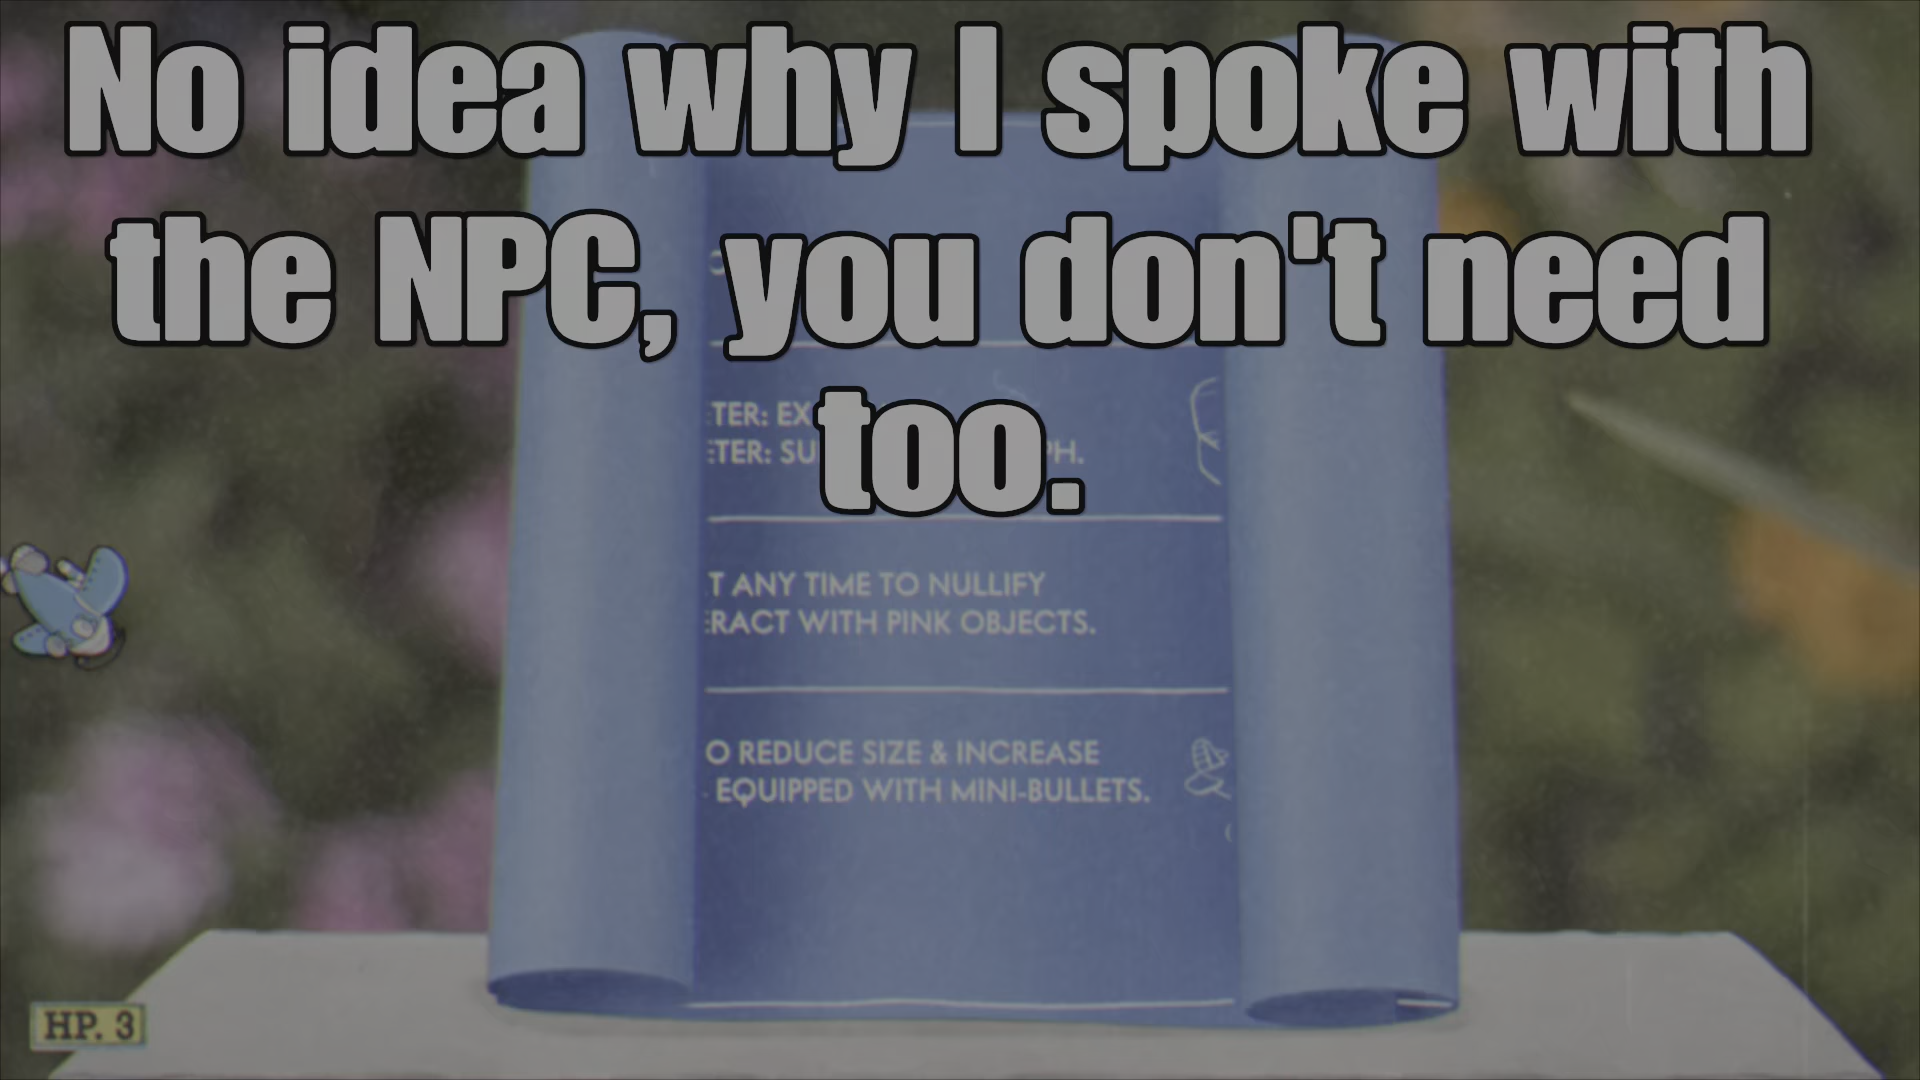 No idea why I spoke with
the NPC, you don't need
too.
TER: EX
TER: SU PH.
T ANY TIME TO NULLIFY
RACT WITH PINK OBJECTS.
O REDUCE SIZE & INCREASE
EQUIPPED WITH MINI-BULLETS.
HP. 3